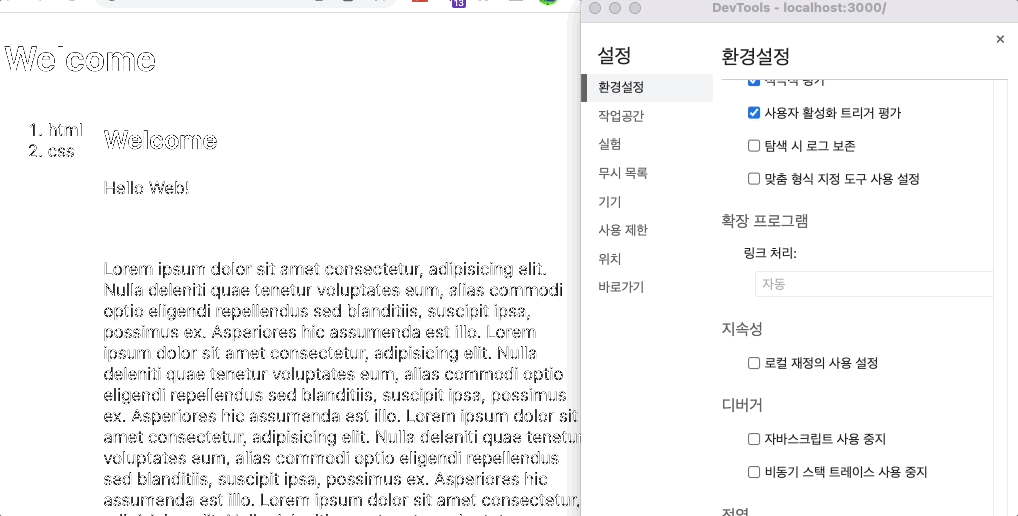 Welcome
1. html
2. css
Welcome
Hello Web!
Lorem ipsum dolor sit amet consectetur, adipisicing elit.
Nulla deleniti quae tenetur voluptates eum, alias commodi
optio eligendi repellendus sed blanditiis, suscipit ipsa,
possimus ex. Asperiores hic assumenda est illo. Lorem
ipsum dolor sit amet consectetur, adipisicing elit. Nulla
deleniti quae tenetur voluptates eum, alias commodi optio
eligendi repellendus sed blanditiis, suscipit ipsa, possimus
ex. Asperiores hic assumenda est illo. Lorem ipsum dolor sit
amet consectetur, adipisicing elit. Nulla deleniti quae tenetur
voluptates eum, alias commodi optio eligendi repellendus
sed blanditiis, suscipit ipsa, possimus ex. Asperiores hic
assumenda est illo. Lorem ipsum dolor sit amet consectetur,
13
DevTools - localhost:3000/
설정
환경설정
작업공간
실험
무시 목록
기기
사용 제한
위치
바로가기
환경설정
사용자 활성화 트리거 평가
탐색 시 로그 보존
맞춤 형식 지정 도구 사용 설정
확장 프로그램
링크 처리:
자동
지속성
로컬 재정의 사용 설정
디버거
자바스크립트 사용 중지
비동기 스택 트레이스 사용 중지
전역